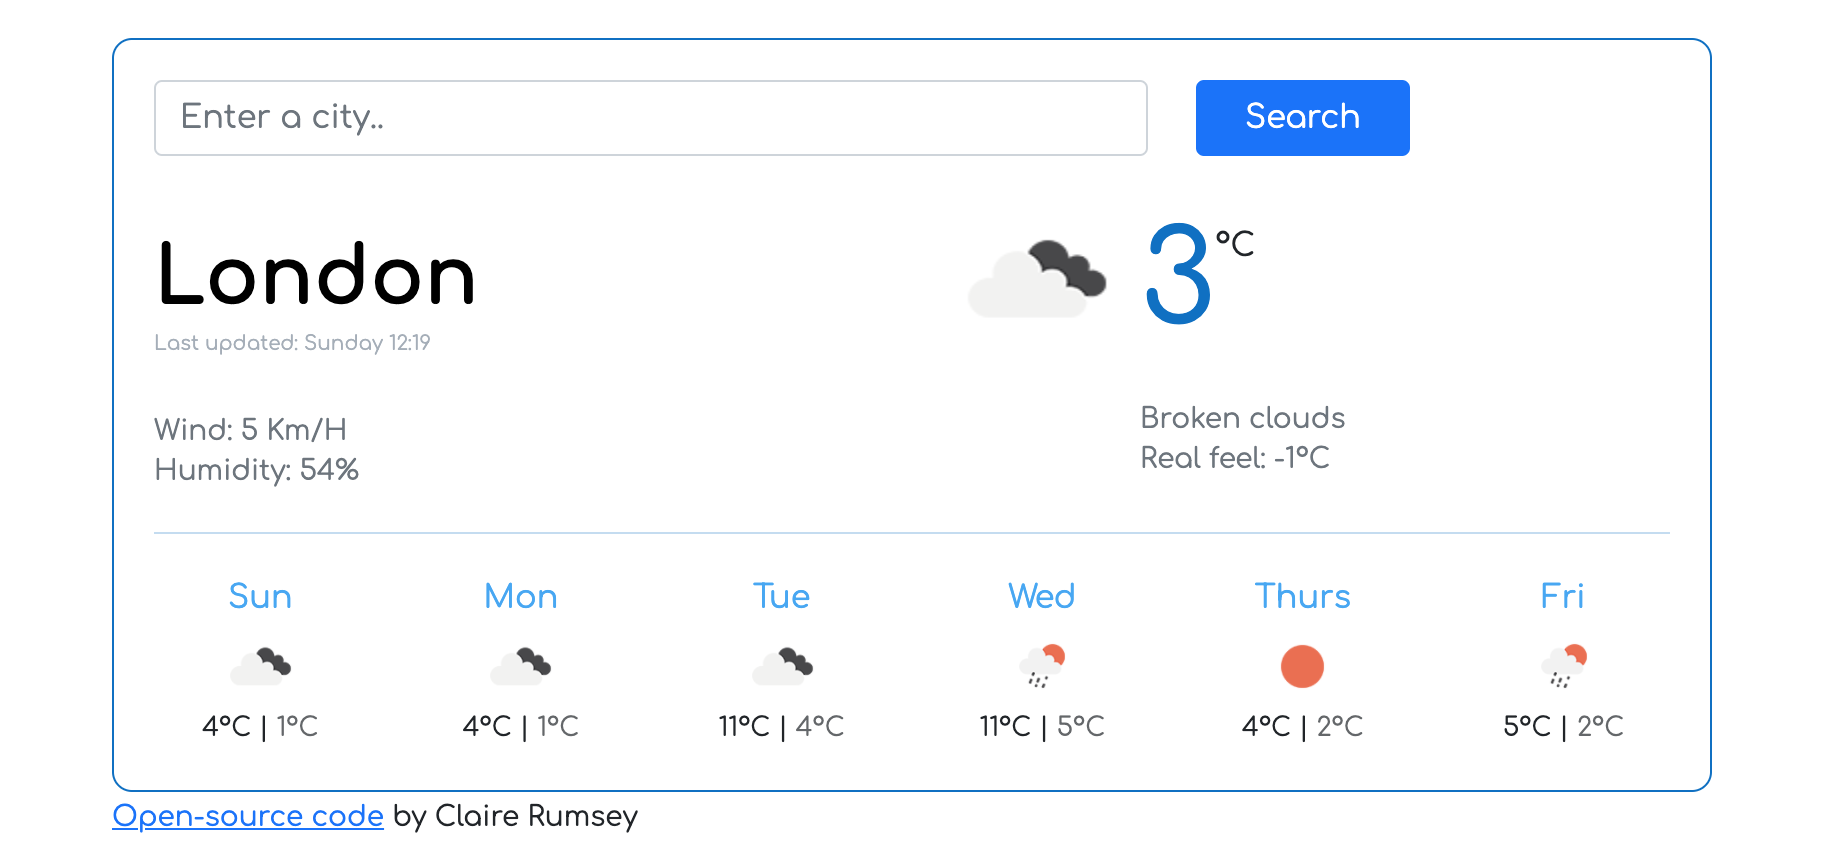 Enter a city..
Search
London
3°C
Last updated: Sunday 12:19
Wind: 5 Km/H
Humidity: 54%
Broken clouds
Real feel: -1°C
Sun Mon Tue Wed Thurs Fri
4°C | 1°C 4°C | 1°C 11°C | 4°C 11°C | 5°C 4°C | 2°C 5°C | 2°C
Open-source code by Claire Rumsey